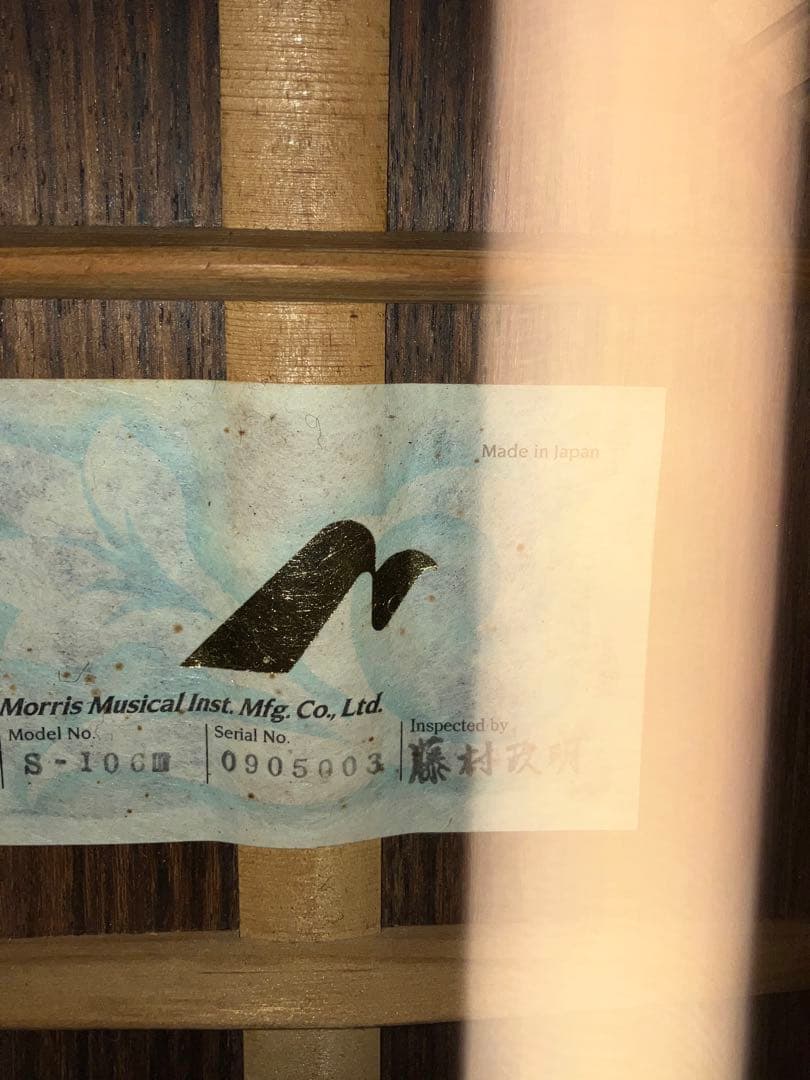 Made in Japan
Morris Musical Inst. Mfg. Co., Ltd.
Model No. Serial No. Inspected by
S-106Ⅲ 0905003 藤村政明